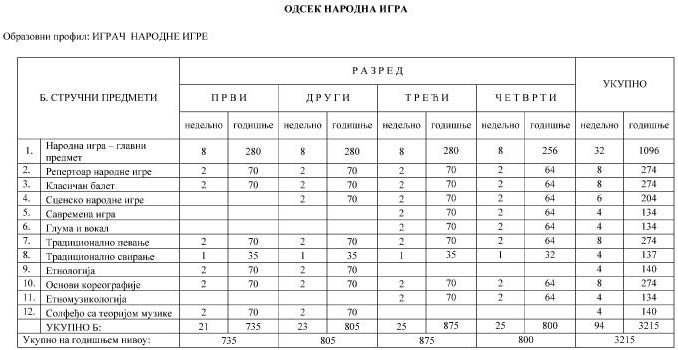 ОДСЕК НАРОДНА ИГРА
Образовни профил: ИГРАЧ НАРОДНЕ ИГРЕ
Б. СТРУЧНИ ПРЕДМЕТИ РАЗРЕД УКУПНО
ПРВИ ДРУГИ ТРЕЋИ ЧЕТВРТИ
недељно годишње недељно годишње недељно годишње недељно годишње недељно годишње
1. Народна игра – главни предмет 8 280 8 280 8 280 8 256 32 1096
2. Репертоар народне игре 2 70 2 70 2 70 2 64 8 274
3. Класичан балет 2 70 2 70 2 70 2 64 8 274
4. Сценско народне игре 2 70 2 70 2 64 6 204
5. Савремена игра 2 70 2 64 4 134
6. Глума и вокал 2 70 2 64 4 134
7. Традиционално певање 2 70 2 70 2 70 2 64 8 274
8. Традиционално свирање 1 35 1 35 1 35 1 32 4 137
9. Етнологија 2 70 2 70 4 140
10. Основи кореографије 2 70 2 70 2 70 2 64 8 274
11. Етномузикологија 2 70 2 64 4 134
12. Солфеђо са теоријом музике 2 70 2 70 4 140
УКУПНО Б: 21 735 23 805 25 875 25 800 94 3215
Укупно на годишњем нивоу: 735 805 875 800 3215